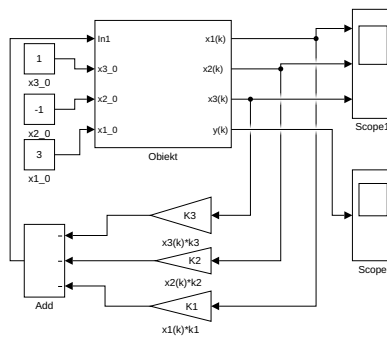 In1
x3_0
x2_0
x1_0
x1(k)
x2(k)
x3(k)
y(k)
Obiekt
1
x3_0
-1
x2_0
3
x1_0
Scope1
Scope
K3
x3(k)*k3
K2
x2(k)*k2
K1
x1(k)*k1
Add